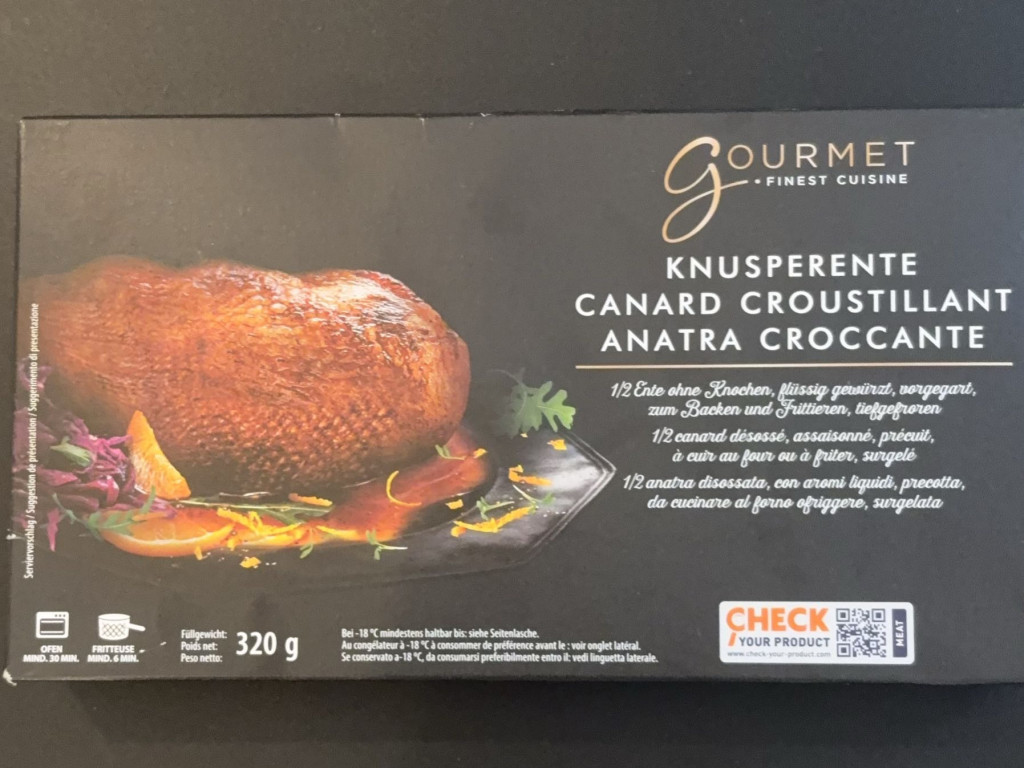 GOURMET
FINEST CUISINE
KNUSPERENTE
CANARD CROUSTILLANT
ANATRA CROCCANTE
1/2 Ente ohne Knochen, flüssig gewürzt, vorgegart,
zum Backen und Frittieren, tiefgefroren
1/2 canard désossé, assaisonné, précuit,
à cuir au four ou à friter, surgelé
1/2 anatra disossata, con aromi liquidi, precotta,
da cucinare al forno ofriggere, surgelata
Serviervorschlag / Suggestion de présentation / Suggerimento di presentazione
OFEN
MIND. 30 MIN.
FRITTEUSE
MIND. 6 MIN.
Füllgewicht:
Poids net:
Peso netto:
320 g
Bei -18 °C mindestens haltbar bis: siehe Seitenlasche.
Au congélateur à -18 °C à consommer de préférence avant le : voir onglet latéral.
Se conservato a-18 °C, da consumarsi preferibilmente entro il: vedi linguetta laterale.
CHECK
YOUR PRODUCT
www.check-your-product.com
MEAT